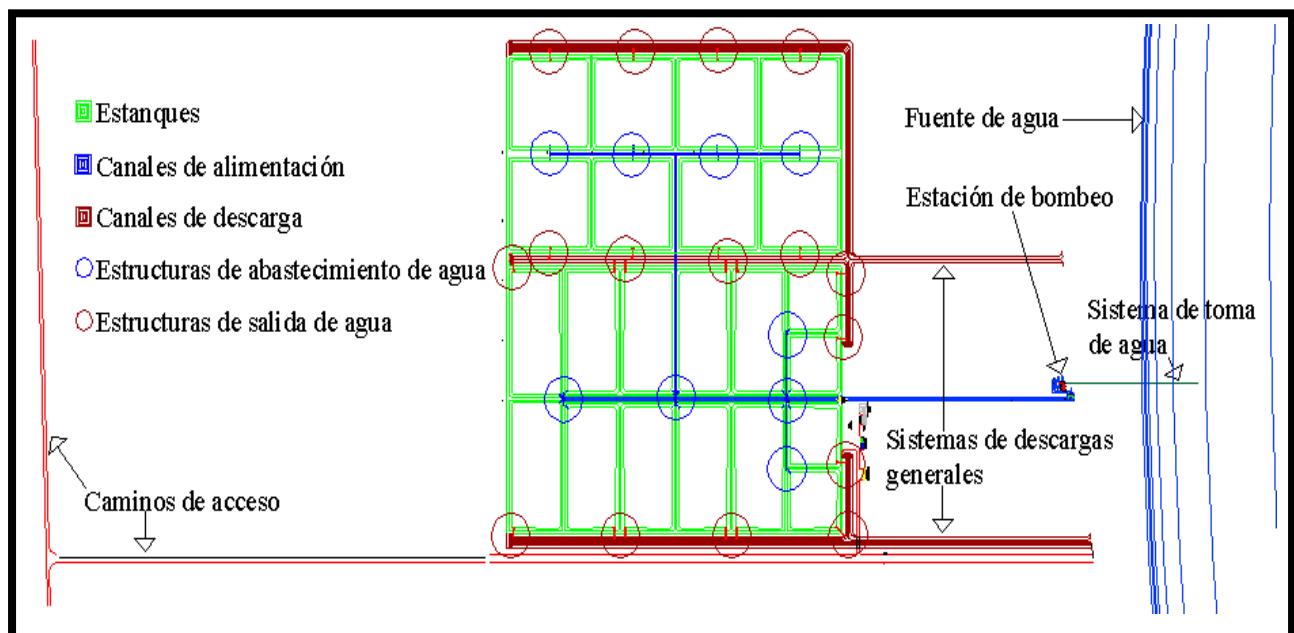 Estanques
Canales de alimentación
Canales de descarga
Estructuras de abastecimiento de agua
Estructuras de salida de agua
Caminos de acceso
Fuente de agua
Estación de bombeo
Sistema de toma
de agua
Sistemas de descargas
generales